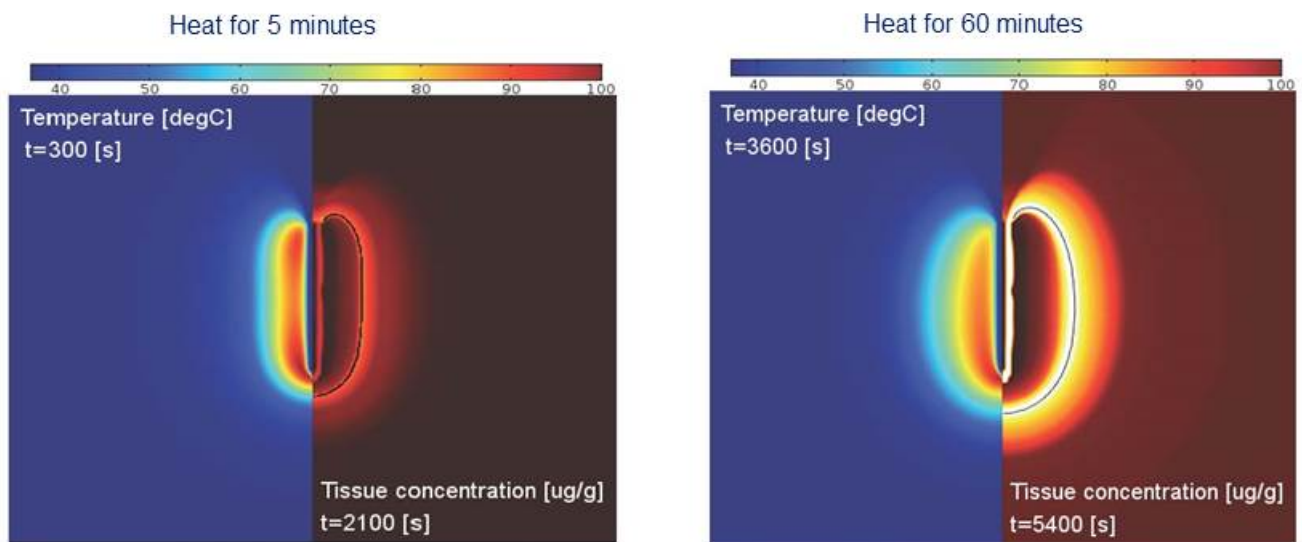 Heat for 5 minutes
40 50 60 70 80 90 100
Temperature [degC]
t=300 [s]
Tissue concentration [ug/g]
t=2100 [s]
Heat for 60 minutes
40 50 60 70 80 90 100
Temperature [degC]
t=3600 [s]
Tissue concentration [ug/g]
t=5400 [s]